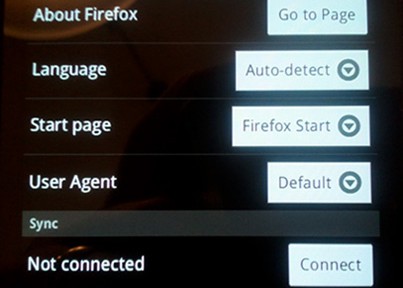 About Firefox Go to Page
Language Auto-detect
Start page Firefox Start
User Agent Default
Sync
Not connected Connect